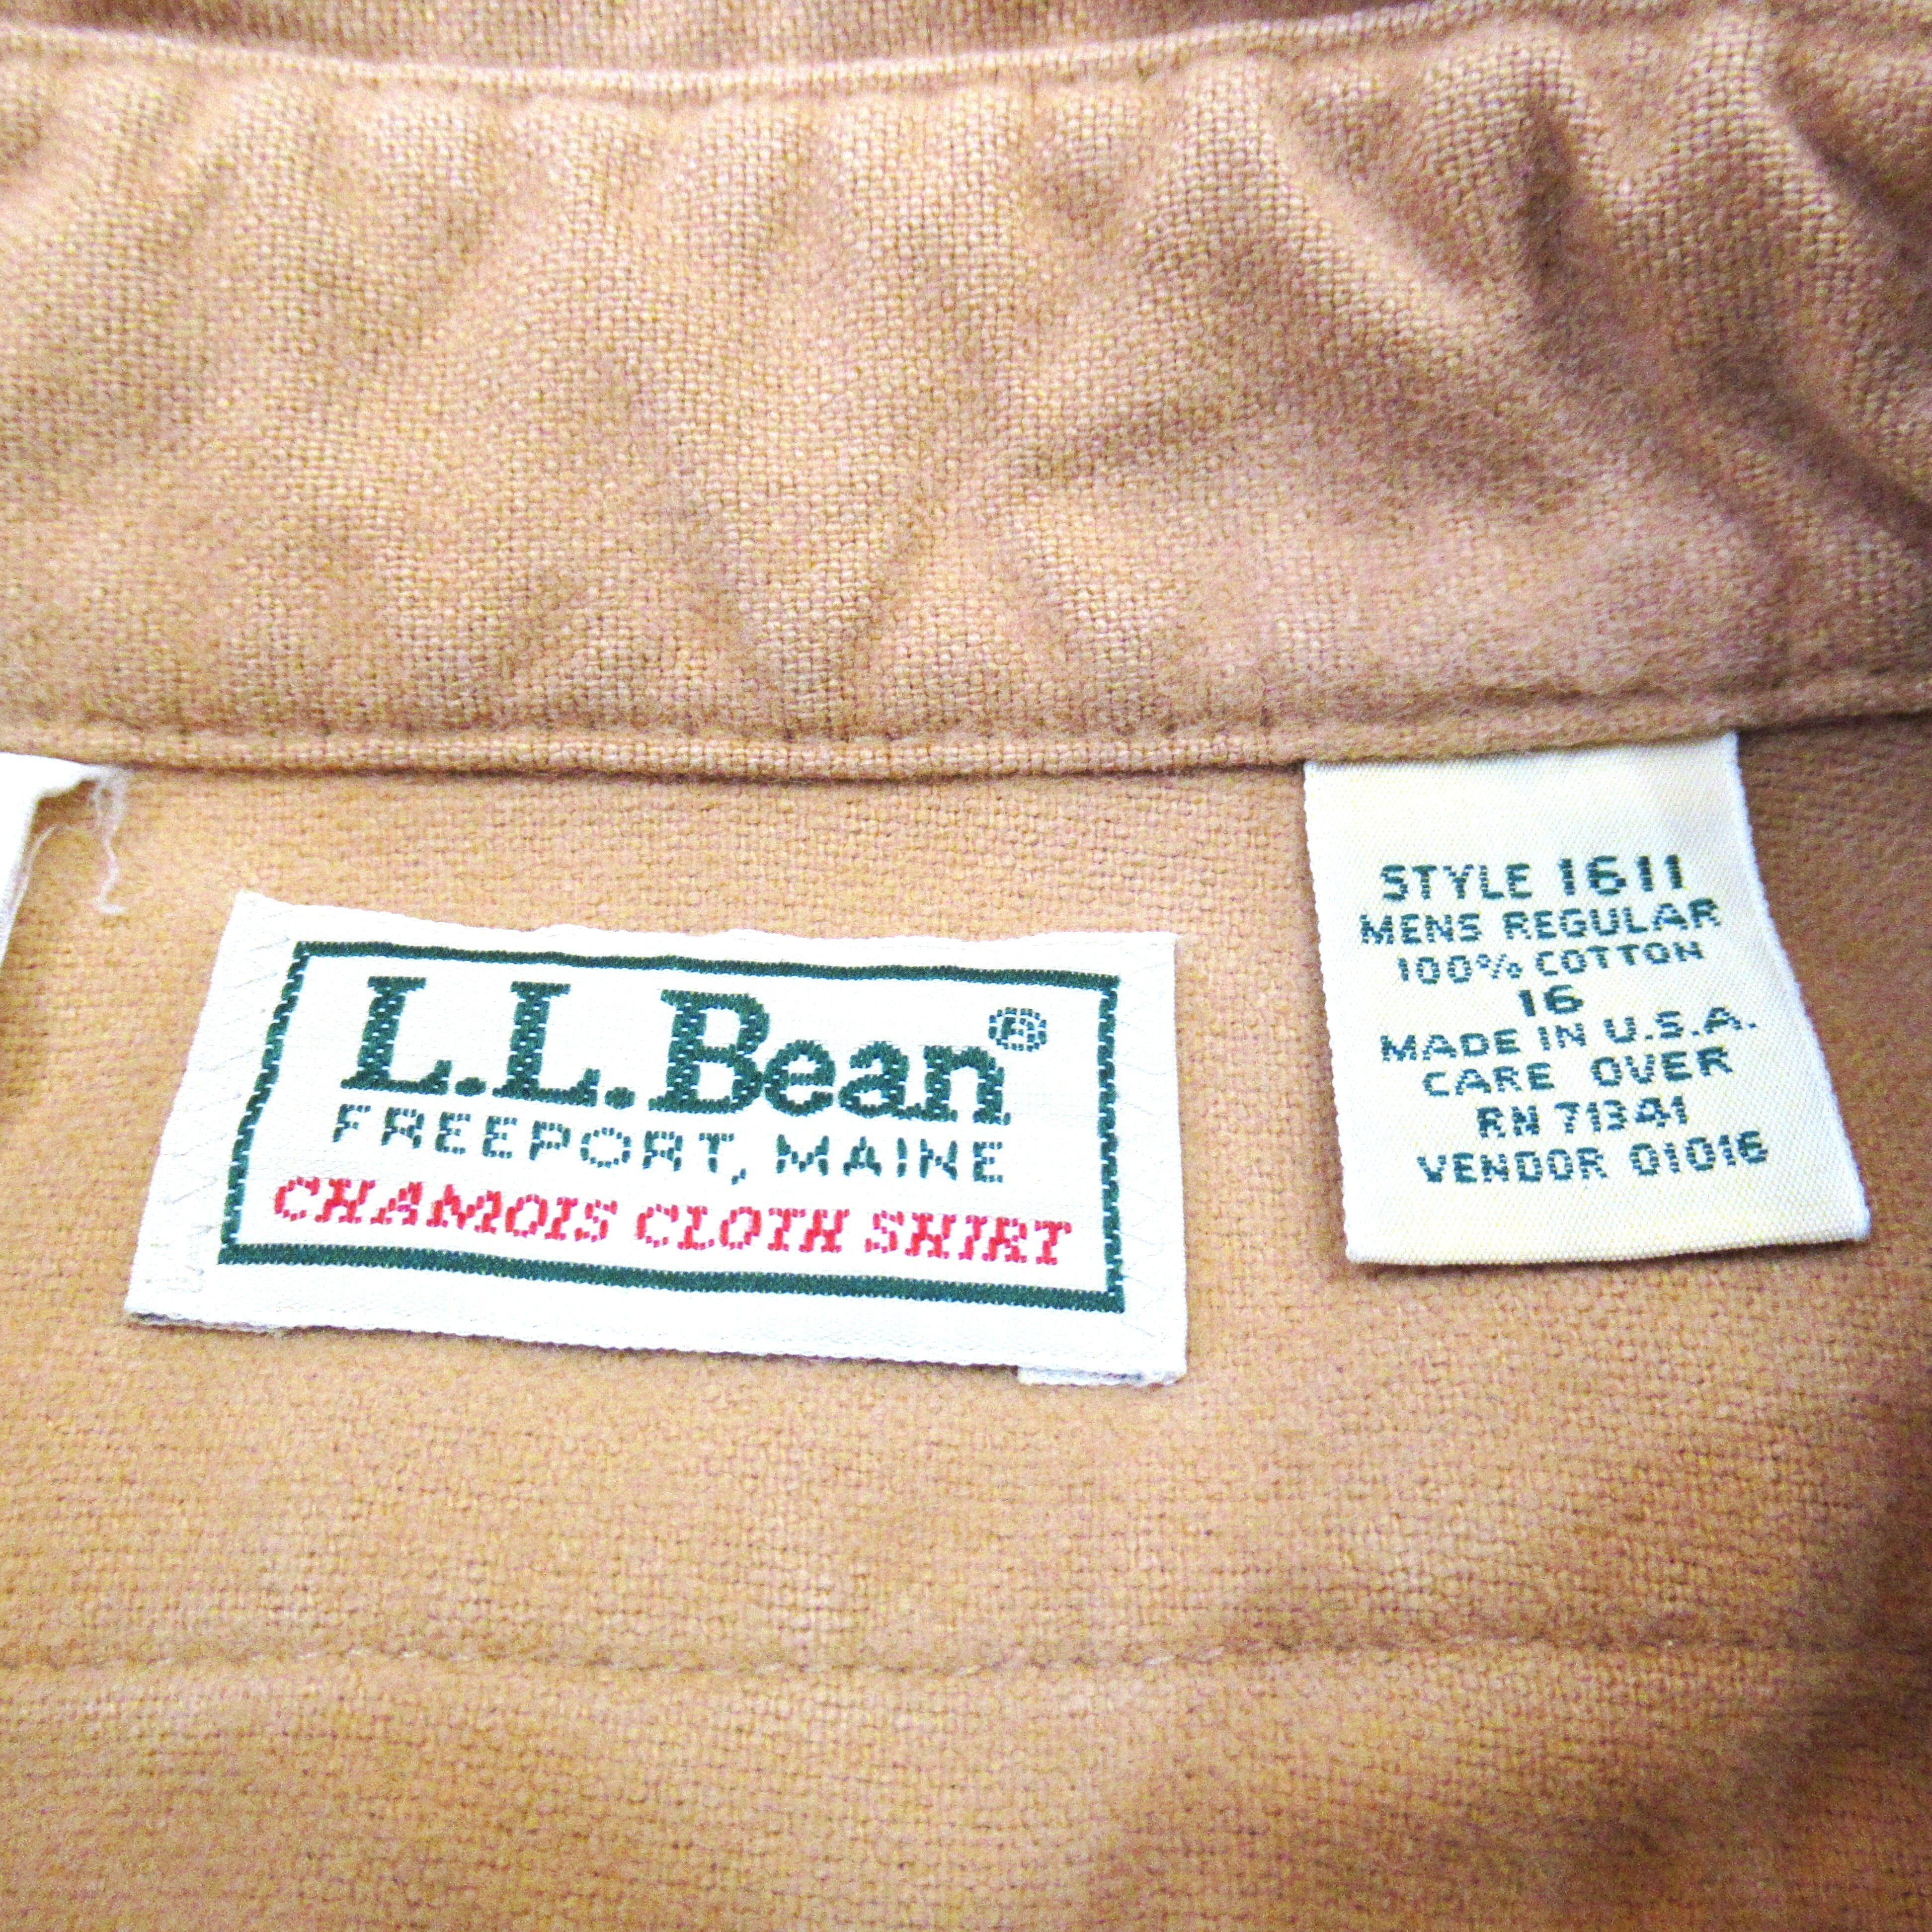 L.L.Bean®
FREEPORT, MAINE
CHAMOIS CLOTH SHIRT
STYLE 1611
MENS REGULAR
100% COTTON
16
MADE IN U.S.A.
CARE OVER
RN 71341
VENDOR 01016